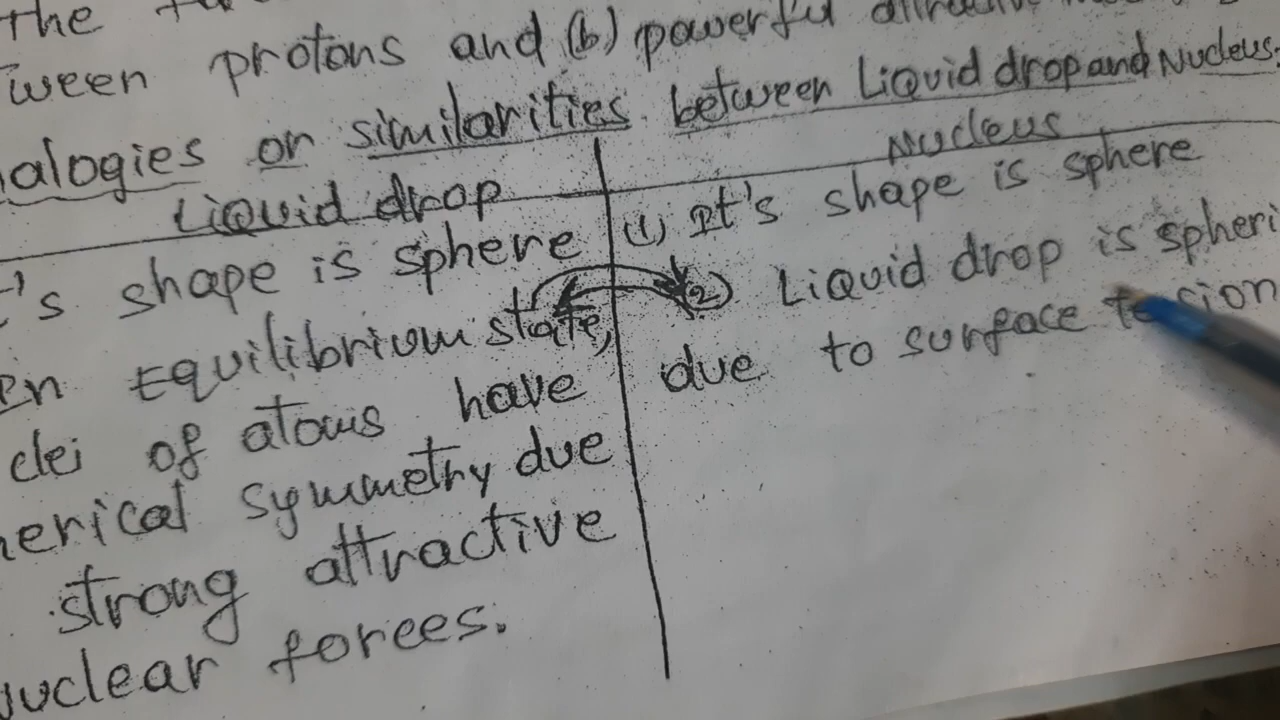 The
ween protons and (b) powerful
alogies or similarities between Liquid drop and Nucleus.
Liquid drop
Nucleus
's shape is sphere
(1) It's shape is sphere
en Equilibrium state,
(2) Liquid drop is spheri
clei of atoms have
due to surface tension
erical symmetry due
strong attractive
nuclear forces.